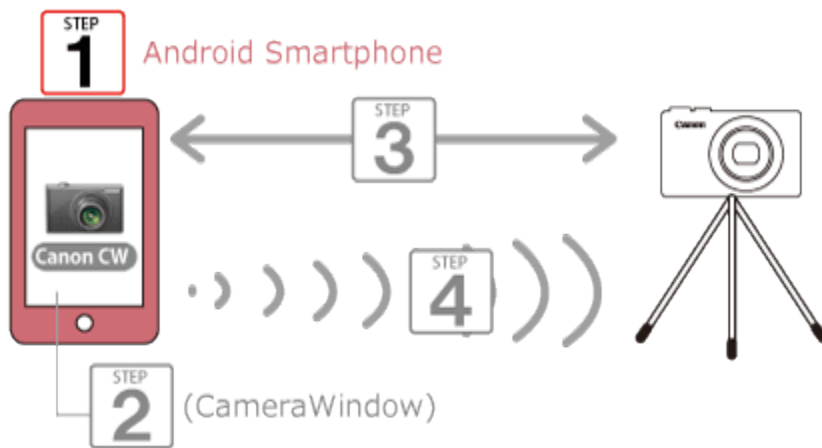 STEP
1
Android Smartphone
STEP
3
Canon
Canon CW
STEP
4
STEP
2
(CameraWindow)